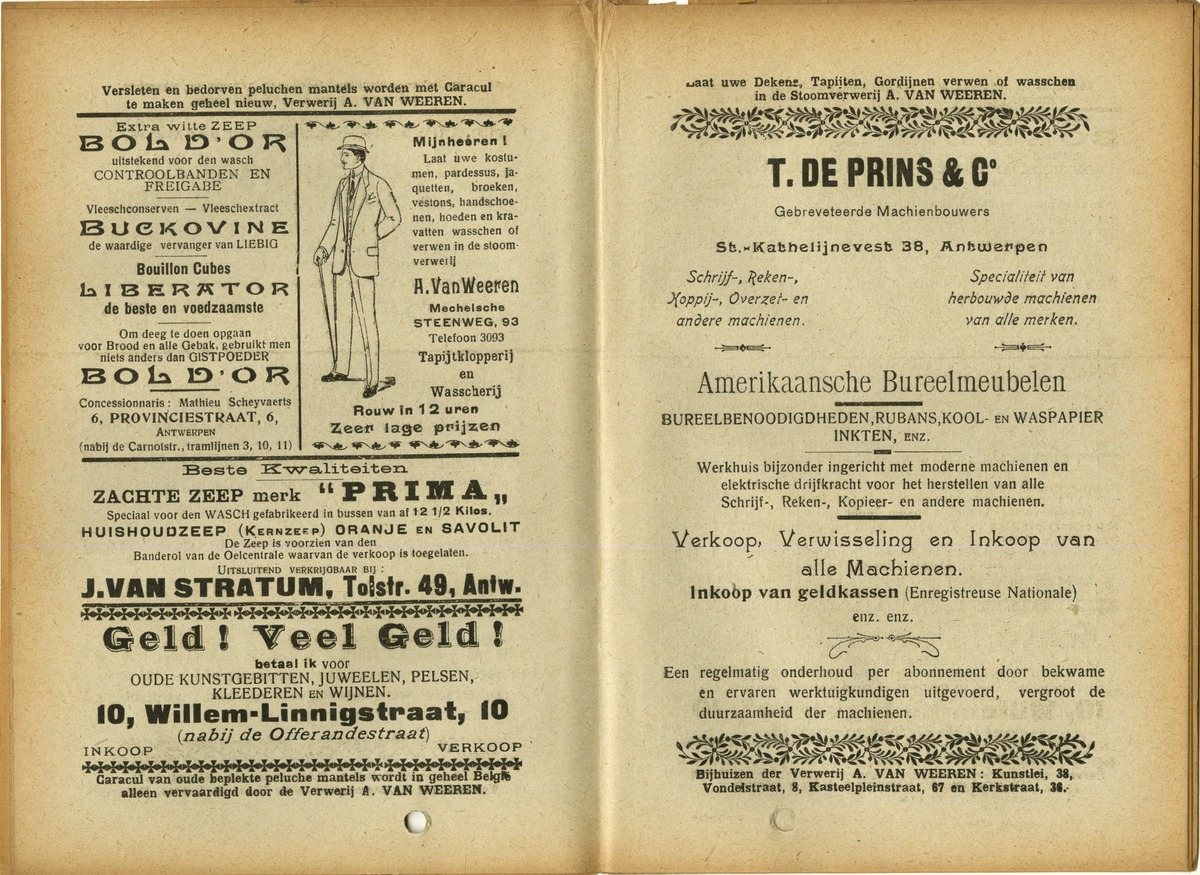 Versleten en bedorven peluchen mantels worden met Caracul
te maken geheel nieuw, Verwerij A. VAN WEEREN.
Extra witte ZEEP
BOL D'OR
uitstekend voor den wasch
CONTROOLBANDEN EN
FREIGABE
Vleeschconserven — Vleeschextract
BUCKOVINE
de waardige vervanger van LIEBIG
Bouillon Cubes
LIBERATOR
de beste en voedzaamste
Om deeg te doen opgaan
voor Brood en alle Gebak, gebruikt men
niets anders dan GISTPOEDER
BOL D'OR
Concessionnaris: Mathieu Scheyvaerts
6, PROVINCIESTRAAT, 6,
ANTWERPEN
(nabij de Carnotstr., tramlijnen 3, 10, 11)
Mijnheeren !
Laat uwe kostu-
men, pardessus, ja-
quetten, broeken,
vestons, handschoe-
nen, hoeden en kra-
vatten wasschen of
verwen in de stoom-
verwerij
A. Van Weeren
Mechelsche
STEENWEG, 93
Telefoon 3093
Tapijtklopperij
en
Wasscherij
Rouw in 12 uren
Zeer lage prijzen
Beste Kwaliteiten
ZACHTE ZEEP merk “PRIMA„
Speciaal voor den WASCH gefabrikeerd in bussen van af 12 1/2 Kilos.
HUISHOUDZEEP (KERNZEEP) ORANJE EN SAVOLIT
De Zeep is voorzien van den
Banderol van de Oelcentrale waarvan de verkoop is toegelaten.
UITSLUITEND VERKRIJGBAAR BIJ :
J. VAN STRATUM, Tolstr. 49, Antw.
Geld ! Veel Geld !
betaal ik voor
OUDE KUNSTGEBITTEN, JUWEELEN, PELSEN,
KLEEDEREN EN WIJNEN.
10, Willem-Linnigstraat, 10
(nabij de Offerandestraat)
INKOOP VERKOOP
Caracul van oude beplekte peluche mantels wordt in geheel Belgie
alleen vervaardigd door de Verwerij A. VAN WEEREN.
Laat uwe Dekens, Tapijten, Gordijnen verwen of wasschen
in de Stoomverwerij A. VAN WEEREN.
T. DE PRINS & Cº
Gebreveteerde Machienbouwers
St.-Kathelijnevest 38, Antwerpen
Schrijf-, Reken-,
Koppij-, Overzet- en
andere machienen.
Specialiteit van
herbouwde machienen
van alle merken.
Amerikaansche Bureelmeubelen
BUREELBENOODIGDHEDEN, RUBANS, KOOL- EN WASPAPIER
INKTEN, ENZ.
Werkhuis bijzonder ingericht met moderne machienen en
elektrische drijfkracht voor het herstellen van alle
Schrijf-, Reken-, Kopieer- en andere machienen.
Verkoop, Verwisseling en Inkoop van
alle Machienen.
Inkoop van geldkassen (Enregistreuse Nationale)
enz. enz.
Een regelmatig onderhoud per abonnement door bekwame
en ervaren werktuigkundigen uitgevoerd, vergroot de
duurzaamheid der machienen.
Bijhuizen der Verwerij A. VAN WEEREN: Kunstlei, 38,
Vondelstraat, 8, Kasteelpleinstraat, 67 en Kerkstraat, 36.